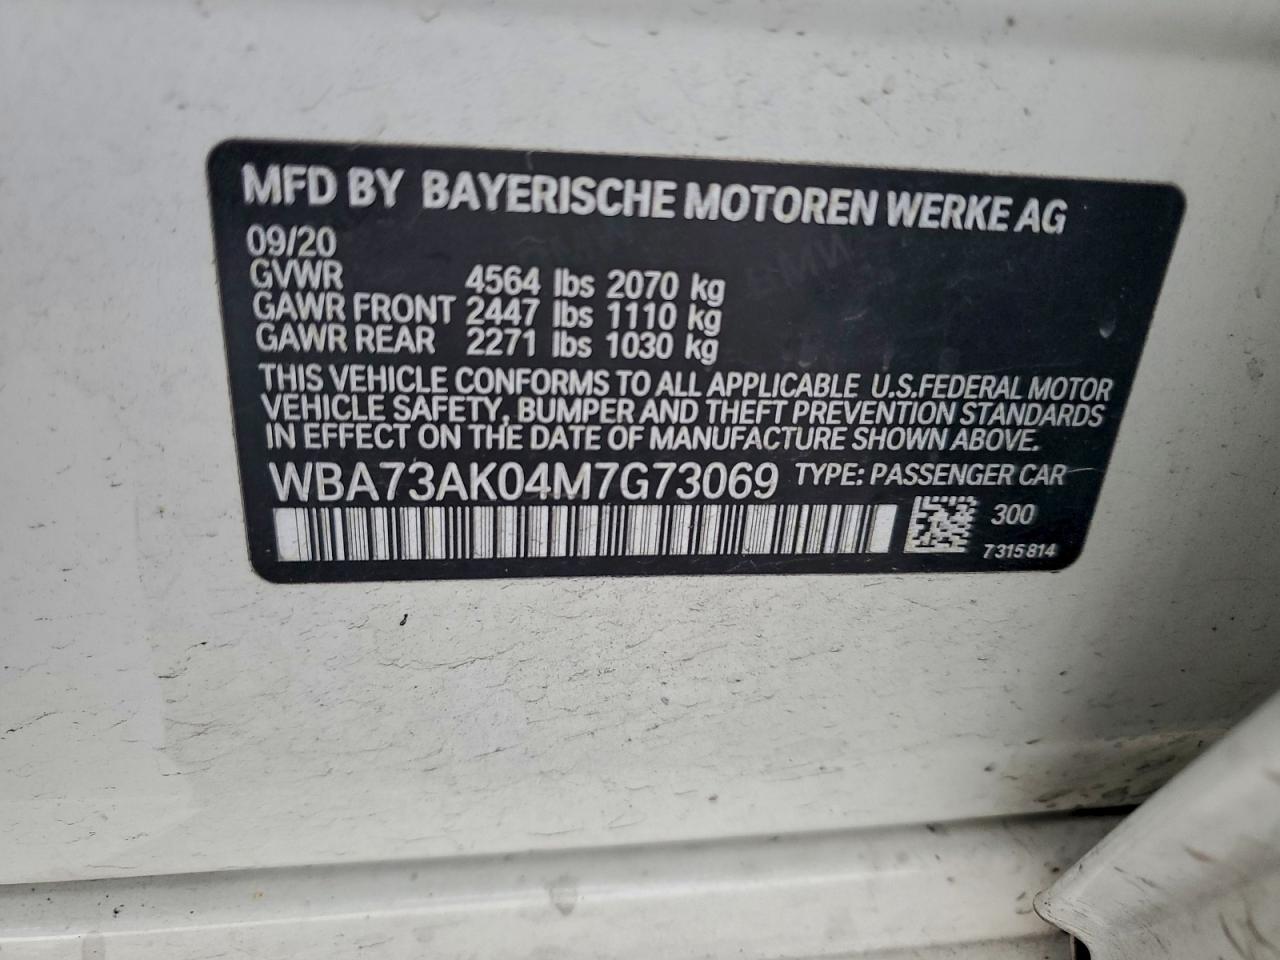 MFD BY BAYERISCHE MOTOREN WERKE AG
09/20
GVWR 4564 lbs 2070 kg
GAWR FRONT 2447 lbs 1110 kg
GAWR REAR 2271 lbs 1030 kg
THIS VEHICLE CONFORMS TO ALL APPLICABLE U.S.FEDERAL MOTOR
VEHICLE SAFETY, BUMPER AND THEFT PREVENTION STANDARDS
IN EFFECT ON THE DATE OF MANUFACTURE SHOWN ABOVE.
WBA73AK04M7G73069 TYPE: PASSENGER CAR
300
7315814